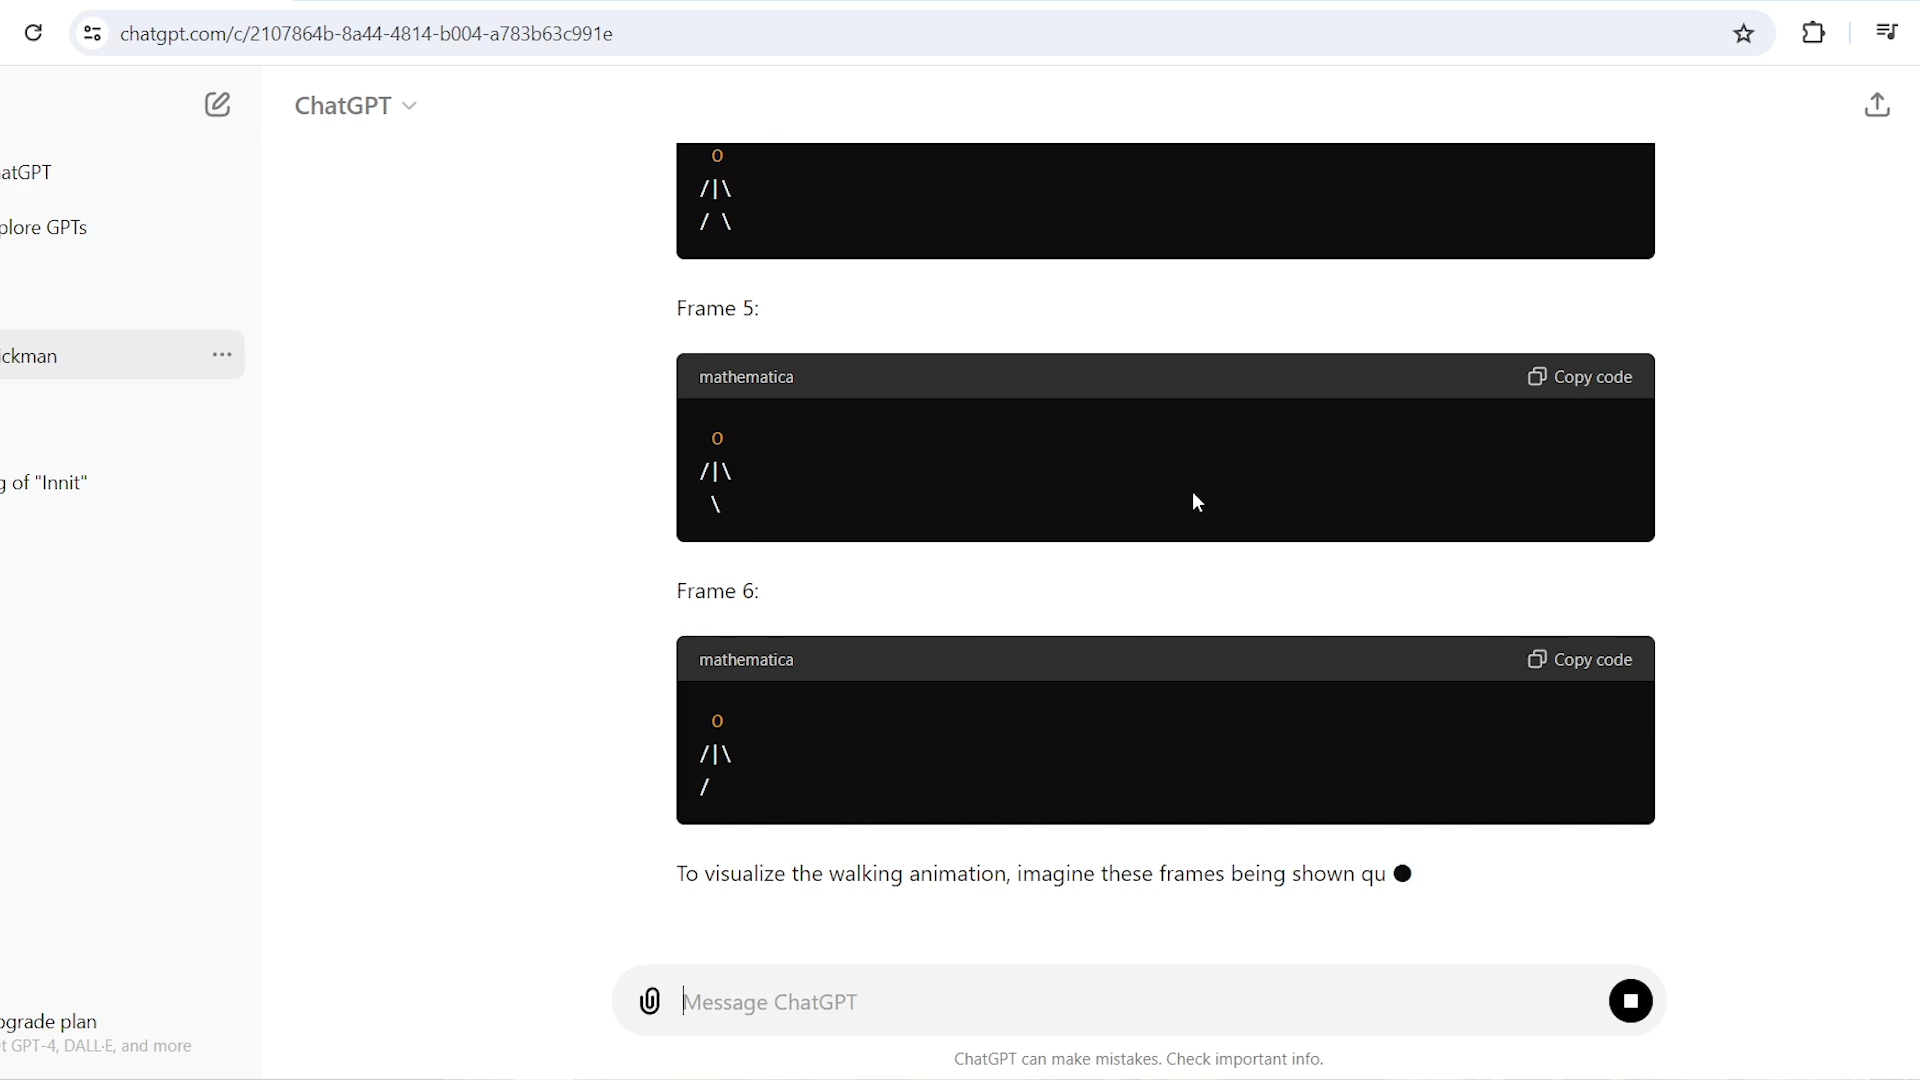 chatgpt.com/c/2107864b-8a44-4814-b004-a783b63c991e
ChatGPT
atGPT
plore GPTs
ickman
g of "Innit"
pgrade plan
t GPT-4, DALL·E, and more
O
/|\
/ \
Frame 5:
mathematica
Copy code
O
/|\
\
Frame 6:
mathematica
Copy code
O
/|\
/
To visualize the walking animation, imagine these frames being shown qu
Message ChatGPT
ChatGPT can make mistakes. Check important info.